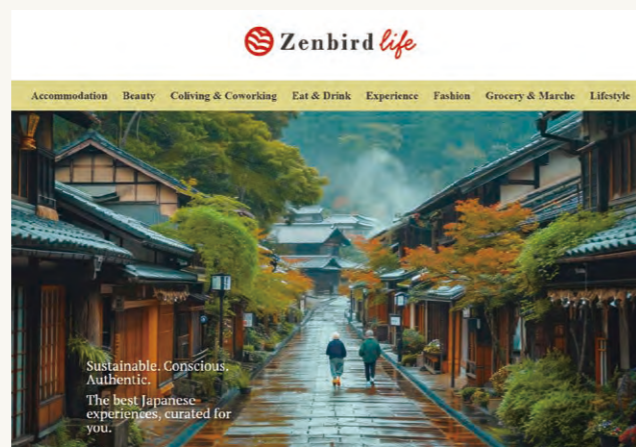 Zenbird life
Accommodation Beauty Coliving & Coworking Eat & Drink Experience Fashion Grocery & Marche Lifestyle
Sustainable. Conscious.
Authentic.
The best Japanese
experiences, curated for
you.